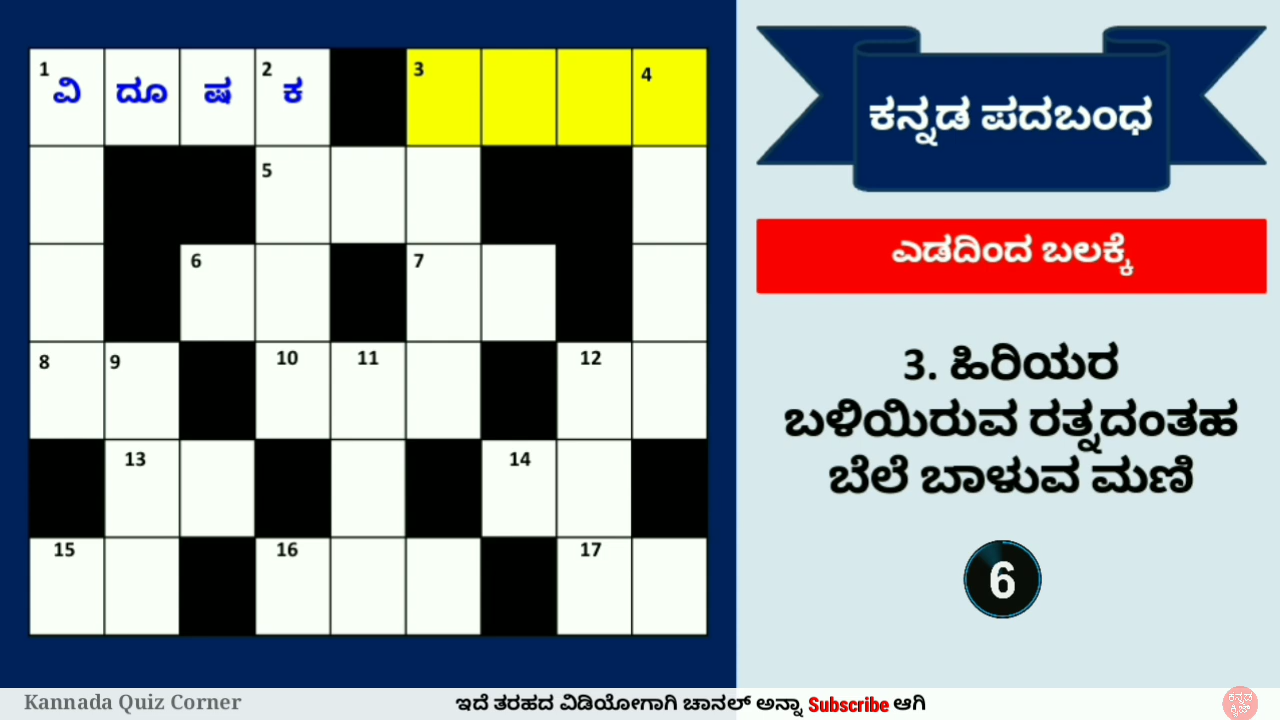 1 ವಿ ದೂ ಷ 2 ಕ 3 4
5
6 7
8 9 10 11 12
13 14
15 16 17
ಕನ್ನಡ ಪದಬಂಧ
ಎಡದಿಂದ ಬಲಕ್ಕೆ
3. ಹಿರಿಯರ
ಬಳಿಯಿರುವ ರತ್ನದಂತಹ
ಬೆಲೆ ಬಾಳುವ ಮಣಿ
6
Kannada Quiz Corner
ಇದೆ ತರಹದ ವಿಡಿಯೋಗಾಗಿ ಚಾನಲ್ ಅನ್ನಾ Subscribe ಆಗಿ